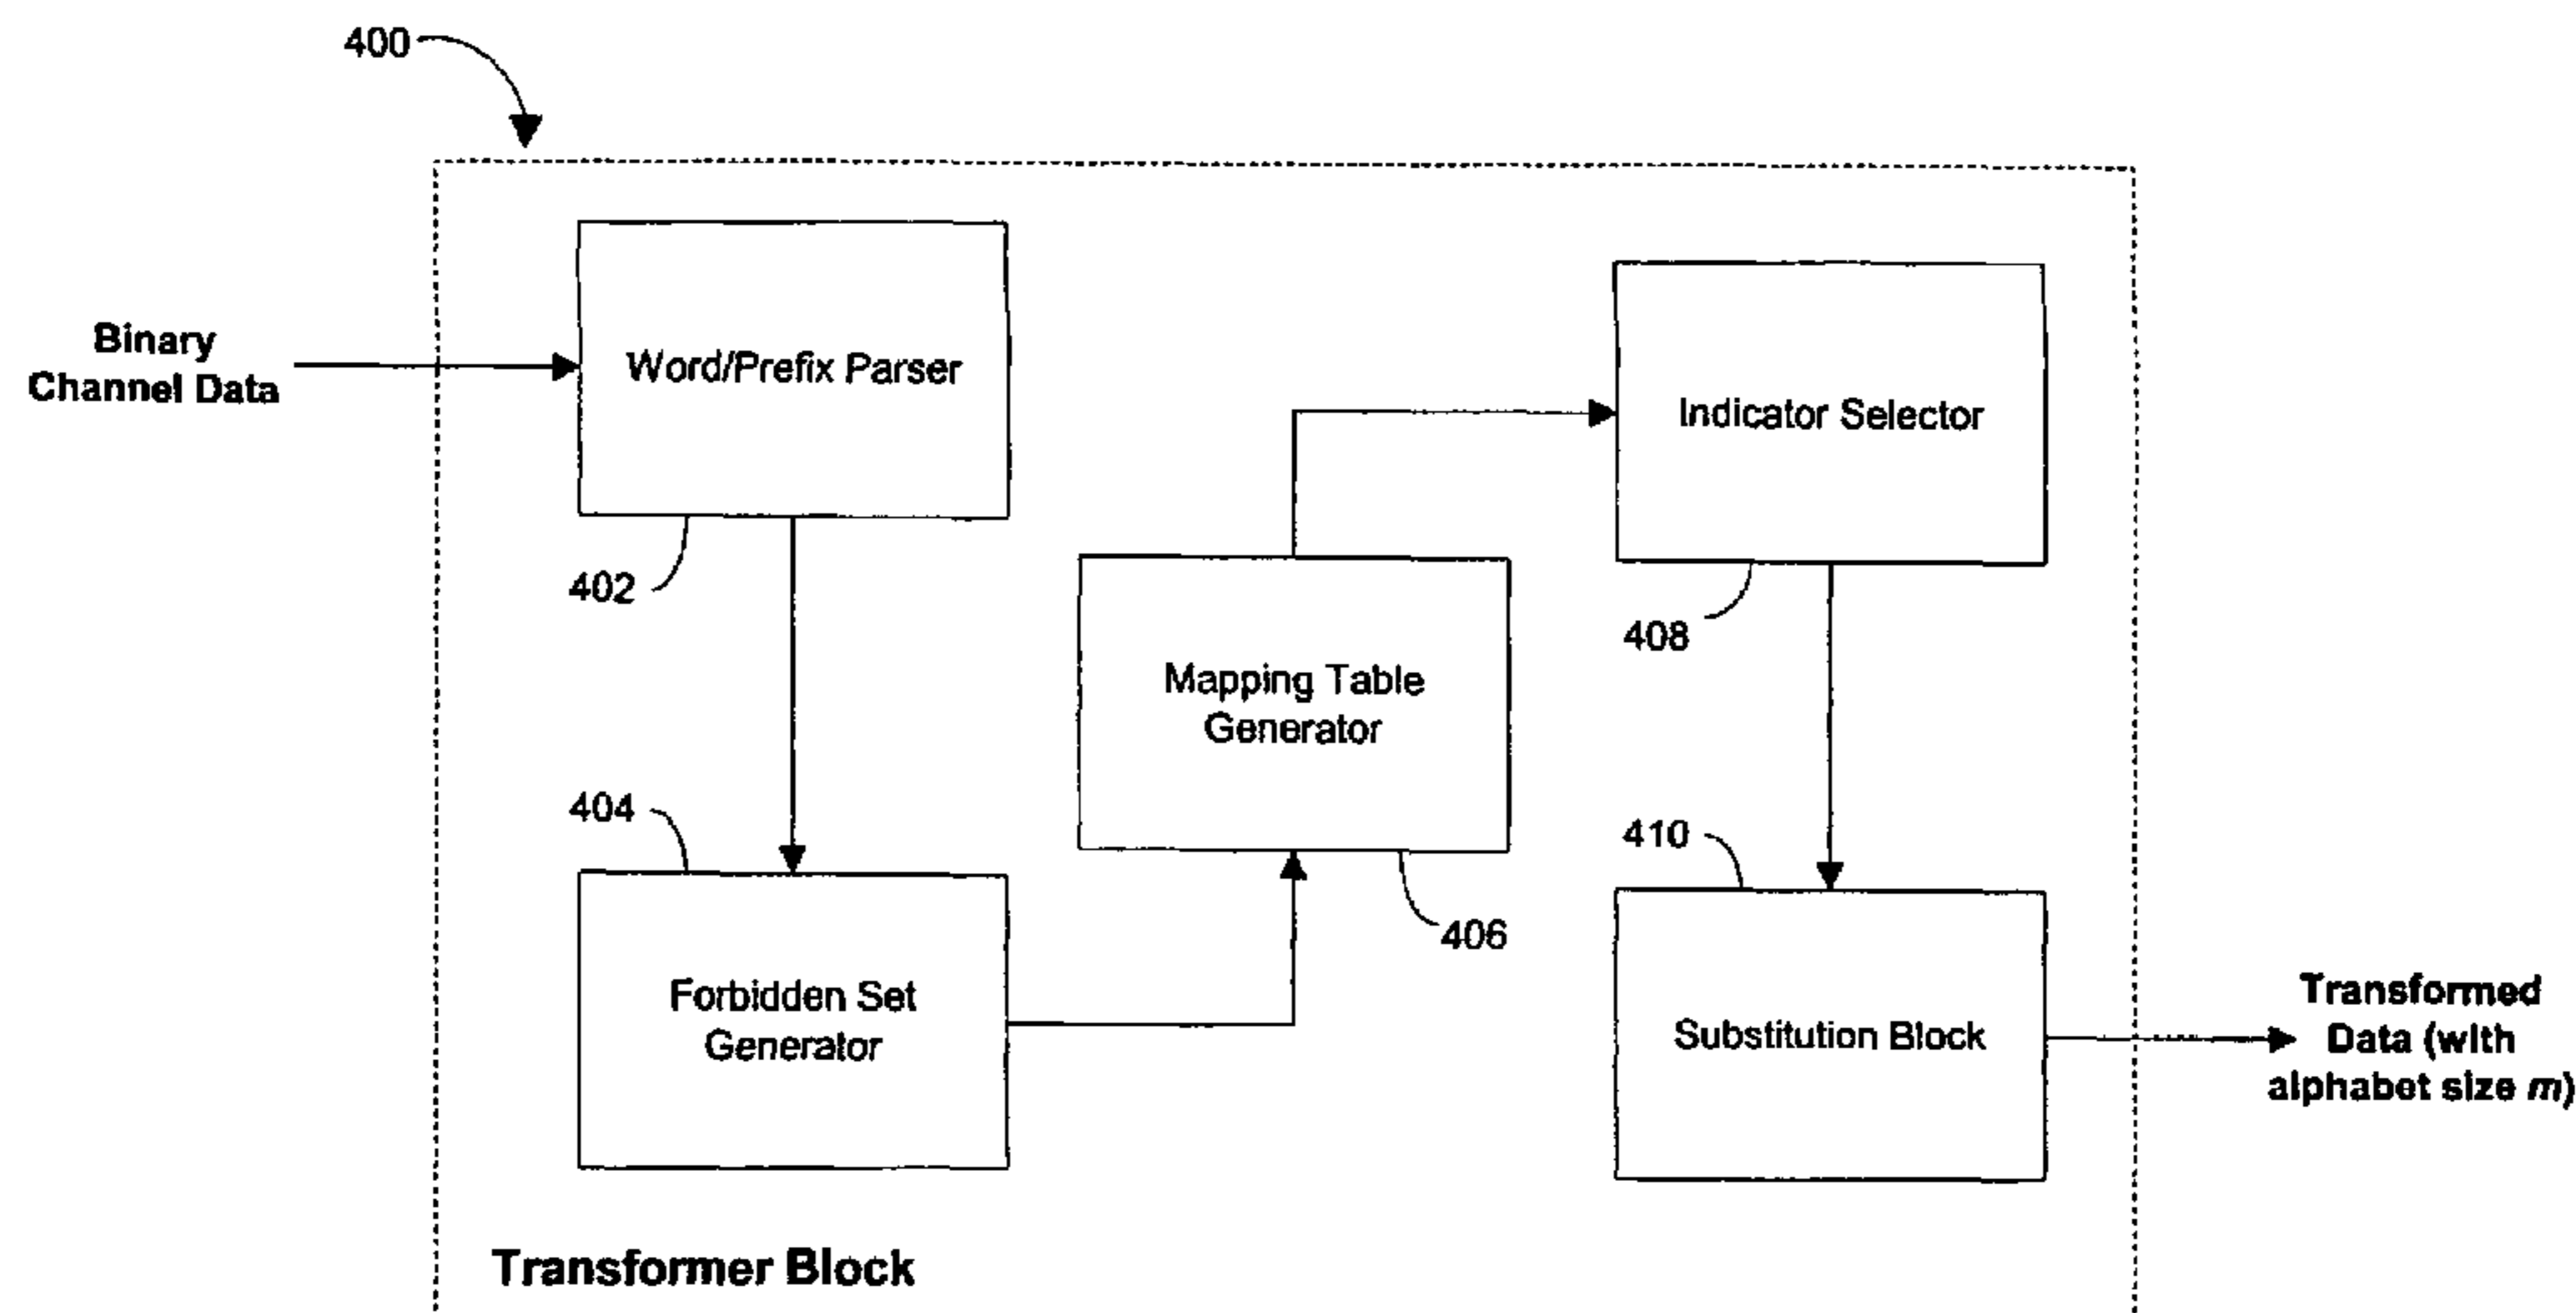 400
Binary
Channel Data
Word/Prefix Parser
402
404
Forbidden Set
Generator
Mapping Table
Generator
406
Indicator Selector
408
410
Substitution Block
Transformed
Data (with
alphabet size m)
Transformer Block